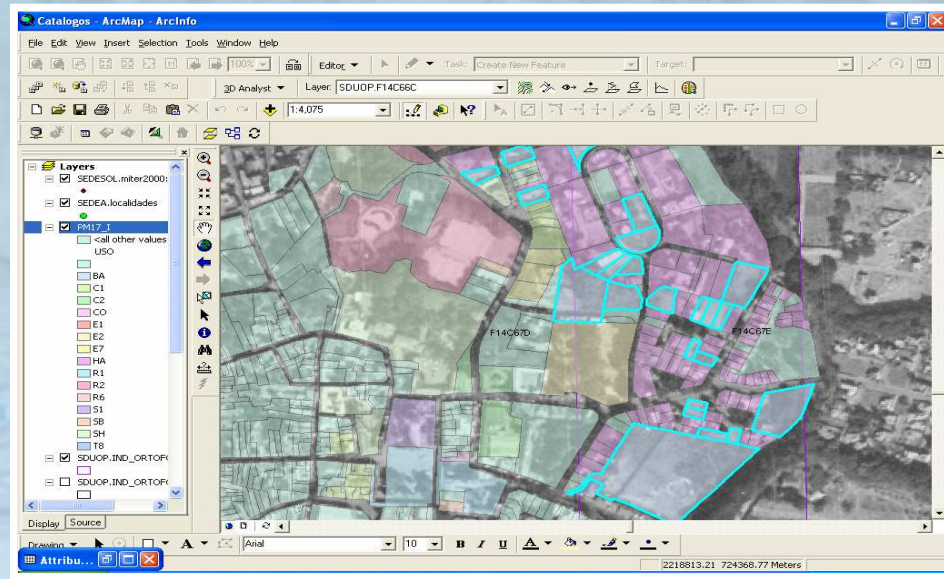 Catalogos - ArcMap - ArcInfo
File Edit View Insert Selection Tools Window Help
100% Editor Task: Create New Feature Target:
3D Analyst Layer: SDUOP.F14C66C
1:4,075
Layers
SEDESOL.miter2000:
SEDEA.localidades
PM17_I
<all other values
USO
BA
C1
C2
CO
E1
E2
E7
HA
R1
R2
R6
S1
SB
SH
T8
SDUOP.IND_ORTOF
SDUOP.IND_ORTOF
F14C67D
F14C67E
Display Source
Drawing A Arial 10 B I U A
Attribu...
2218813.21 724368.77 Meters